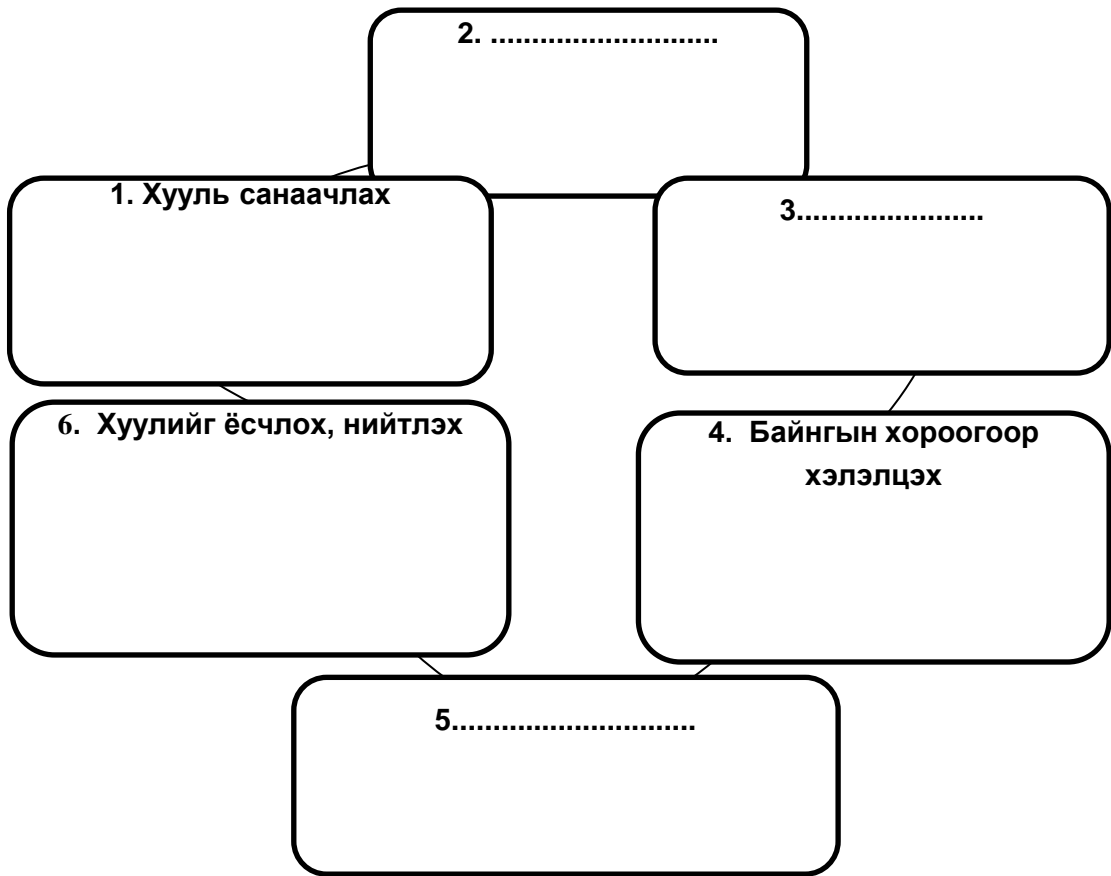 2. ............................
1. Хууль санаачлах
3.......................
6. Хуулийг ёсчлох, нийтлэх
4. Байнгын хороогоор
хэлэлцэх
5..............................